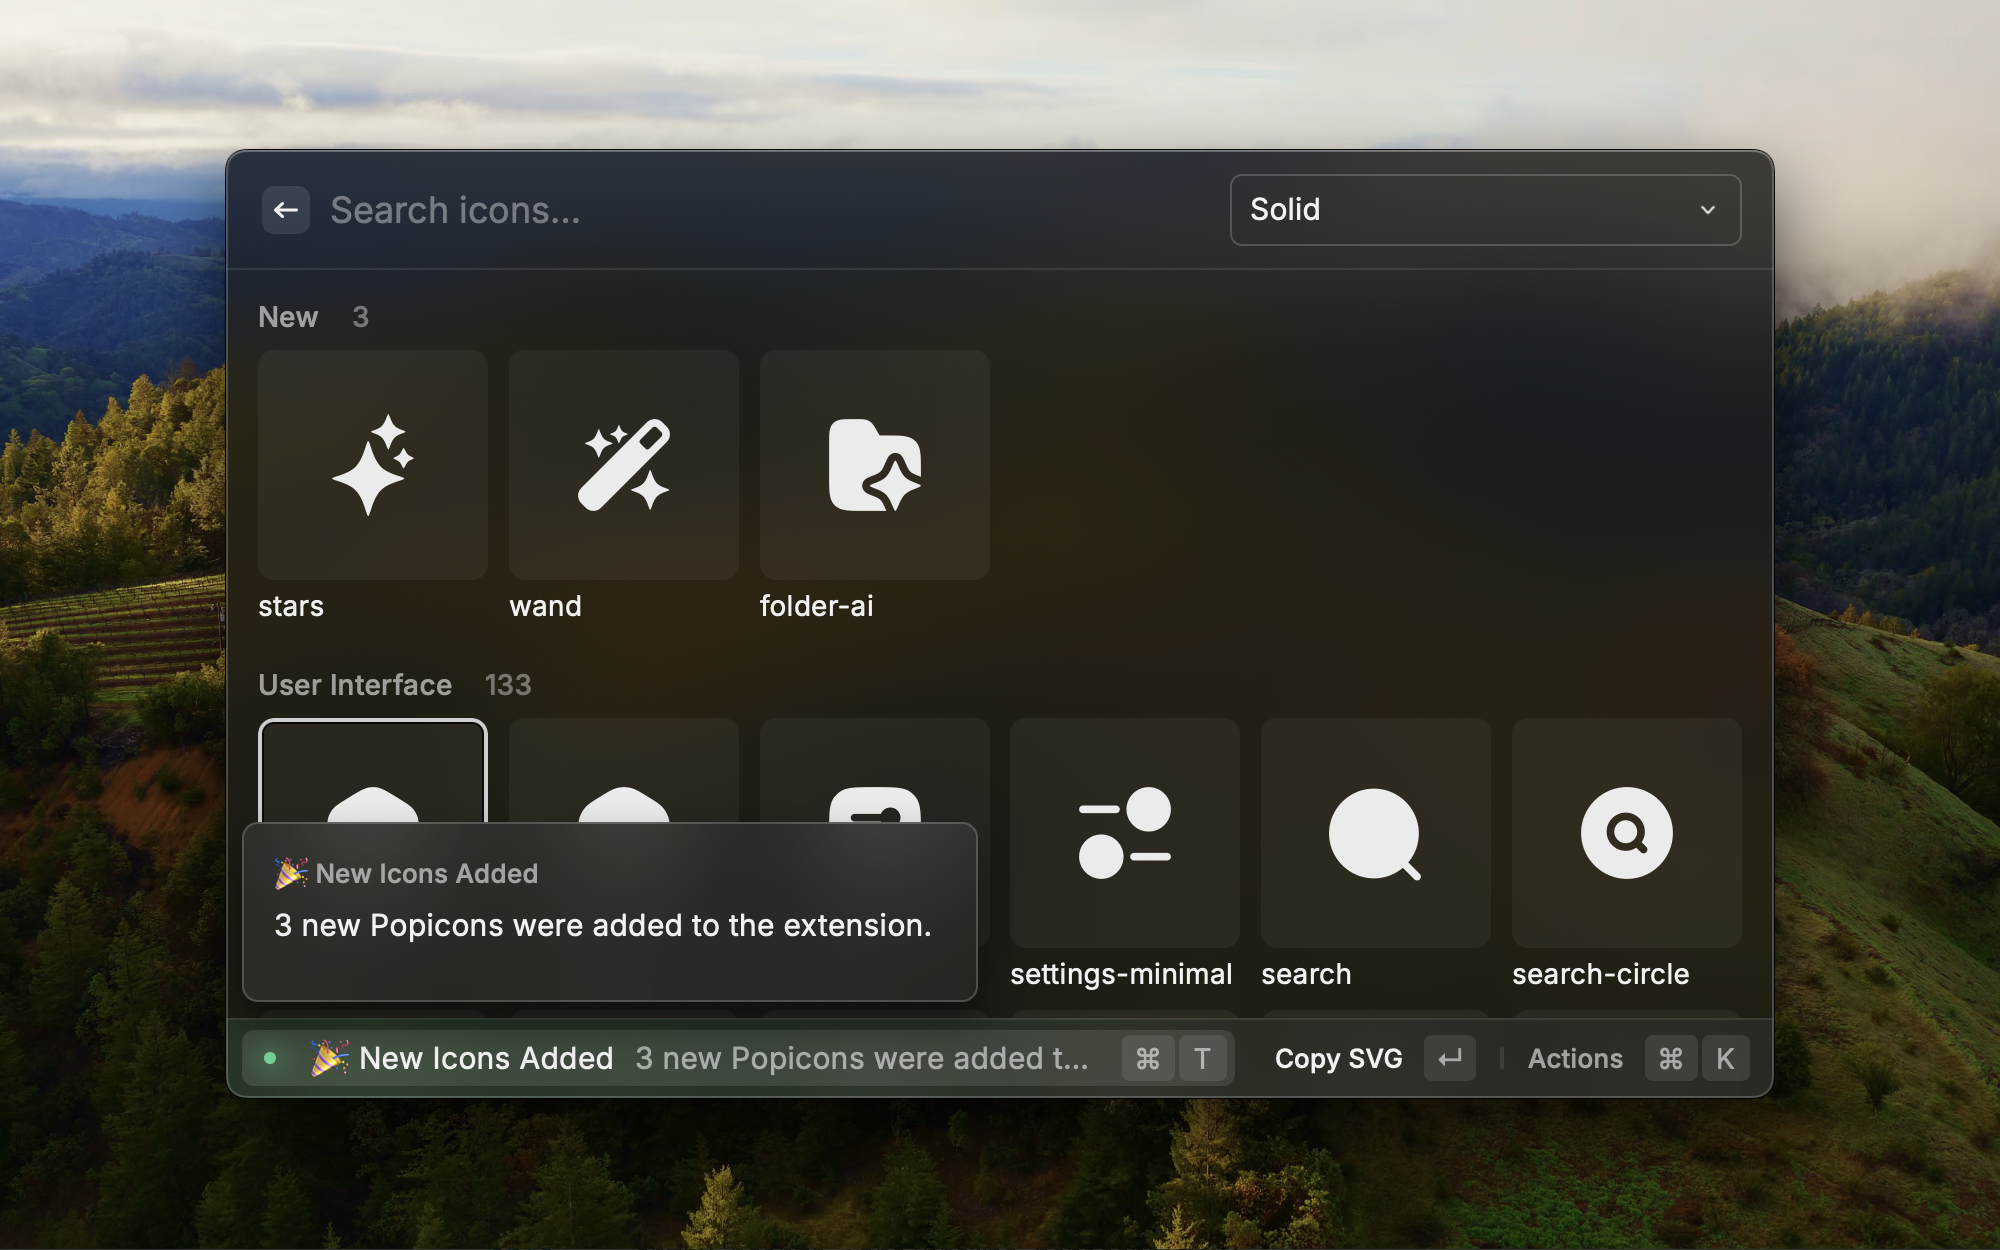 Search icons...
Solid
New 3
stars
wand
folder-ai
User Interface 133
settings-minimal
search
search-circle
🎉 New Icons Added
3 new Popicons were added to the extension.
🎉 New Icons Added 3 new Popicons were added t... ⌘ T
Copy SVG ↵ Actions ⌘ K